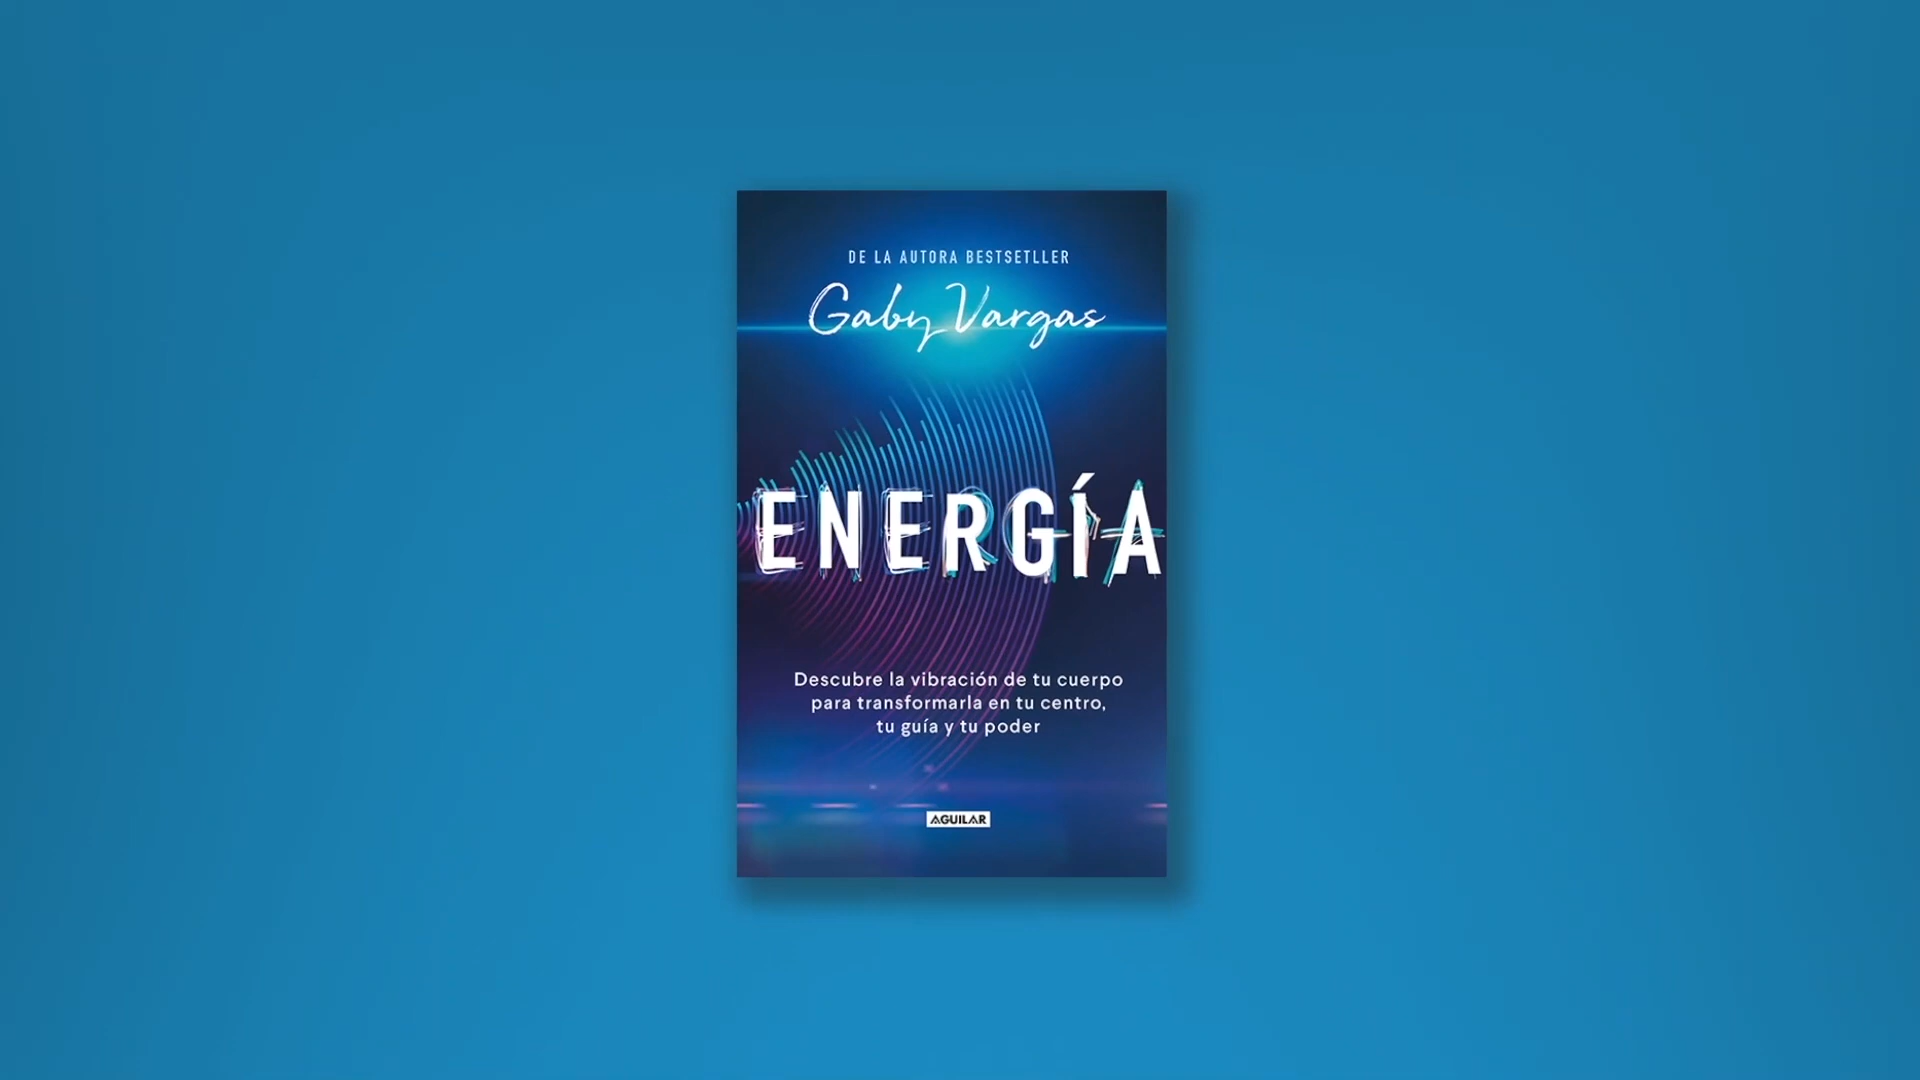 DE LA AUTORA BESTSETLLER
Gaby Vargas
ENERGÍA
Descubre la vibración de tu cuerpo
para transformarla en tu centro,
tu guía y tu poder
AGUILAR